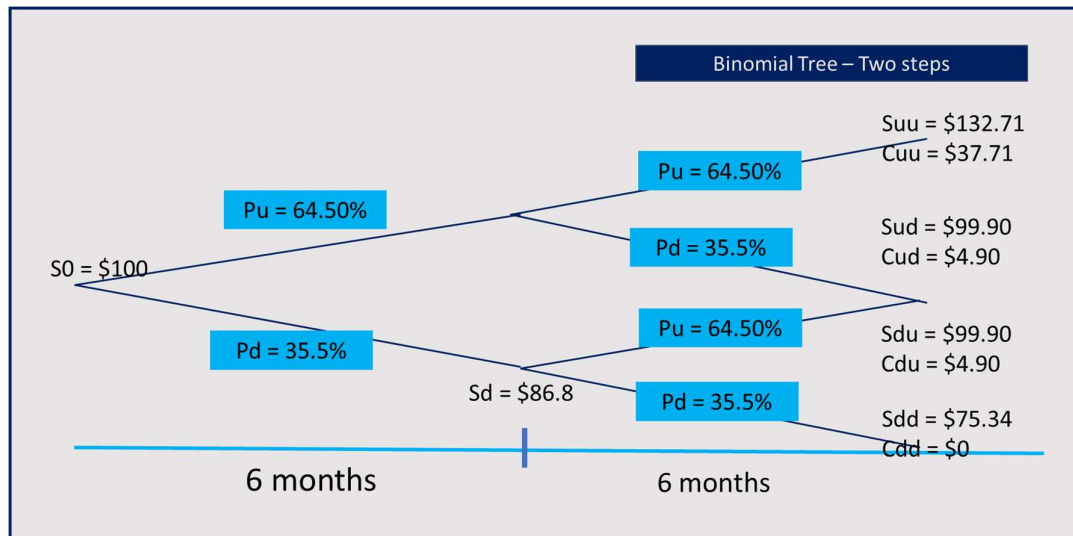 Binomial Tree – Two steps
Suu = $132.71
Cuu = $37.71
Pu = 64.50%
Pu = 64.50%
Sud = $99.90
Cud = $4.90
Pd = 35.5%
S0 = $100
Pu = 64.50%
Sdu = $99.90
Cdu = $4.90
Pd = 35.5%
Sd = $86.8
Pd = 35.5%
Sdd = $75.34
Cdd = $0
6 months
6 months